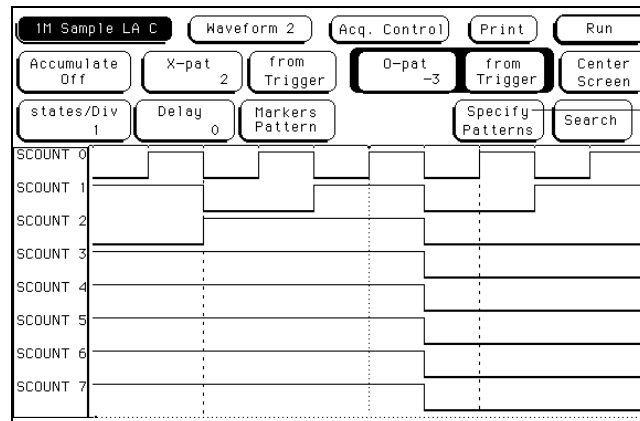 1M Sample LA C
Waveform 2
Acq. Control
Print
Run
Accumulate
Off
X-pat
2
from
Trigger
O-pat
-3
from
Trigger
Center
Screen
states/Div
1
Delay
0
Markers
Pattern
Specify
Patterns
Search
SCOUNT 0
SCOUNT 1
SCOUNT 2
SCOUNT 3
SCOUNT 4
SCOUNT 5
SCOUNT 6
SCOUNT 7